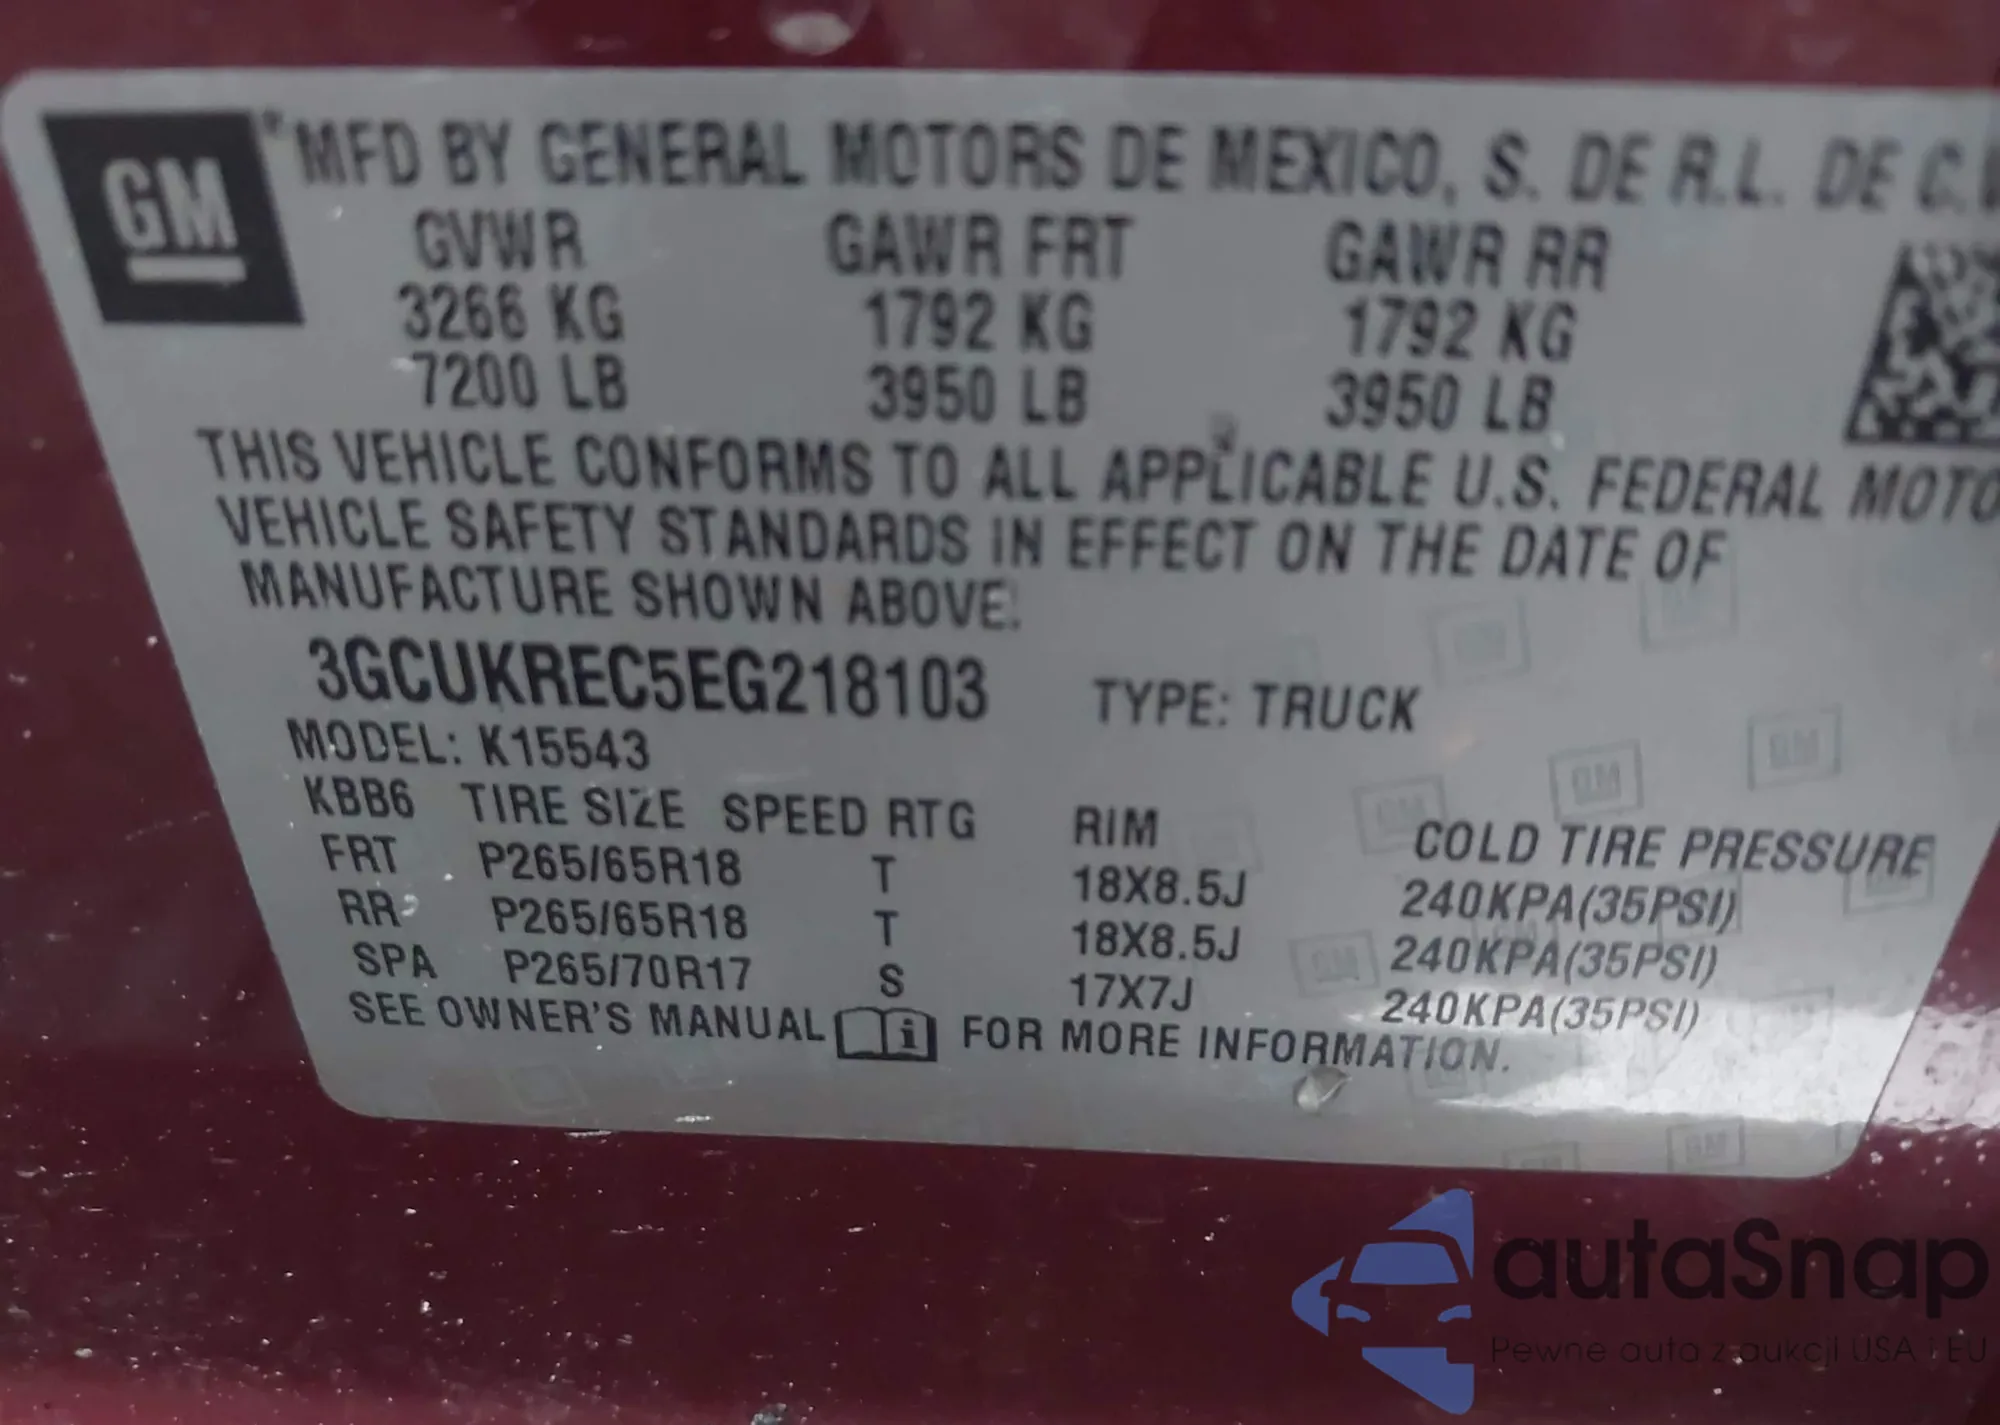 GM
MFD BY GENERAL MOTORS DE MEXICO, S. DE R.L. DE C.V
GVWR GAWR FRT GAWR RR
3266 KG 1792 KG 1792 KG
7200 LB 3950 LB 3950 LB
THIS VEHICLE CONFORMS TO ALL APPLICABLE U.S. FEDERAL MOTO
VEHICLE SAFETY STANDARDS IN EFFECT ON THE DATE OF
MANUFACTURE SHOWN ABOVE.
3GCUKREC5EG218103 TYPE: TRUCK
MODEL: K15543
KBB6 TIRE SIZE SPEED RTG RIM COLD TIRE PRESSURE
FRT P265/65R18 T 18X8.5J 240KPA(35PSI)
RR P265/65R18 T 18X8.5J 240KPA(35PSI)
SPA P265/70R17 S 17X7J 240KPA(35PSI)
SEE OWNER'S MANUAL i FOR MORE INFORMATION.
autaSnap
Pewne auta z aukcji USA i EU